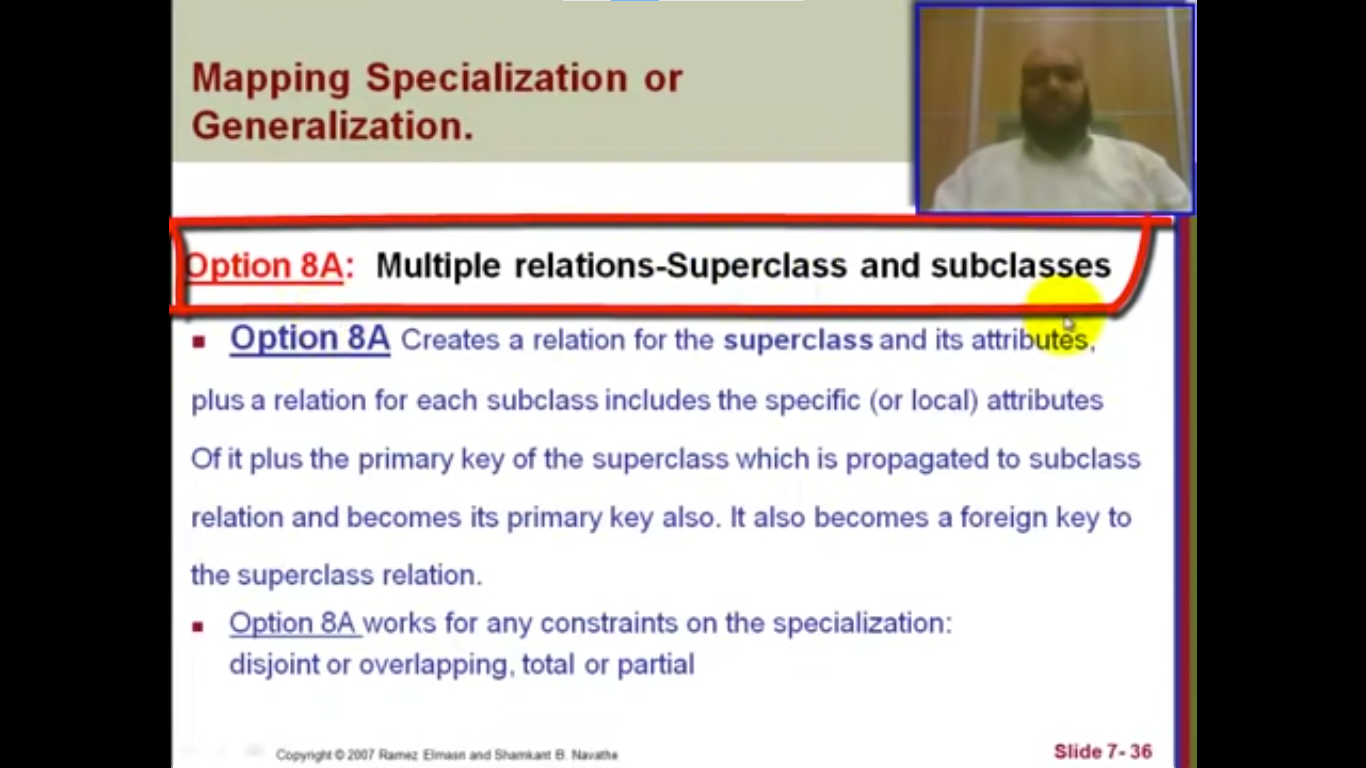 Mapping Specialization or
Generalization.
Option 8A: Multiple relations-Superclass and subclasses
Option 8A Creates a relation for the superclass and its attributes,
plus a relation for each subclass includes the specific (or local) attributes
Of it plus the primary key of the superclass which is propagated to subclass
relation and becomes its primary key also. It also becomes a foreign key to
the superclass relation.
Option 8A works for any constraints on the specialization:
disjoint or overlapping, total or partial
Copyright © 2007 Ramez Elmasri and Shamkant B. Navathe
Slide 7- 36